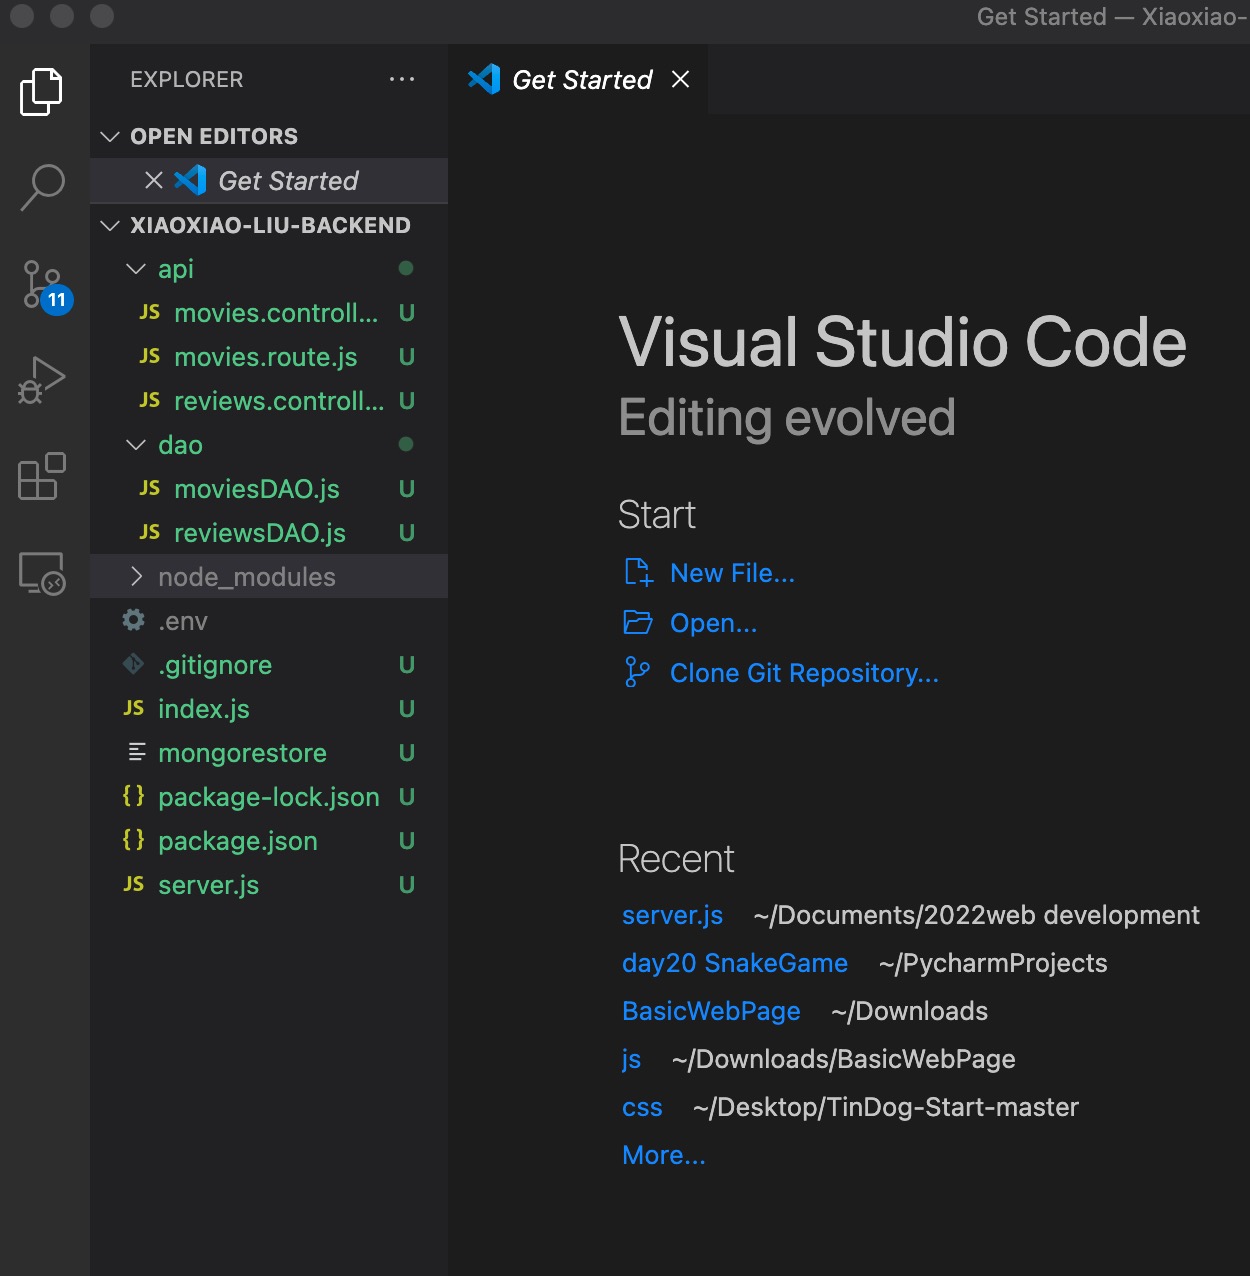 Get Started — Xiaoxiao-
EXPLORER
Get Started
OPEN EDITORS
Get Started
XIAOXIAO-LIU-BACKEND
api
JS movies.controll... U
JS movies.route.js U
JS reviews.controll... U
dao
JS moviesDAO.js U
JS reviewsDAO.js U
node_modules
.env
.gitignore U
JS index.js U
mongorestore U
{} package-lock.json U
{} package.json U
JS server.js U
11
Visual Studio Code
Editing evolved
Start
New File...
Open...
Clone Git Repository...
Recent
server.js ~/Documents/2022web development
day20 SnakeGame ~/PycharmProjects
BasicWebPage ~/Downloads
js ~/Downloads/BasicWebPage
css ~/Desktop/TinDog-Start-master
More...